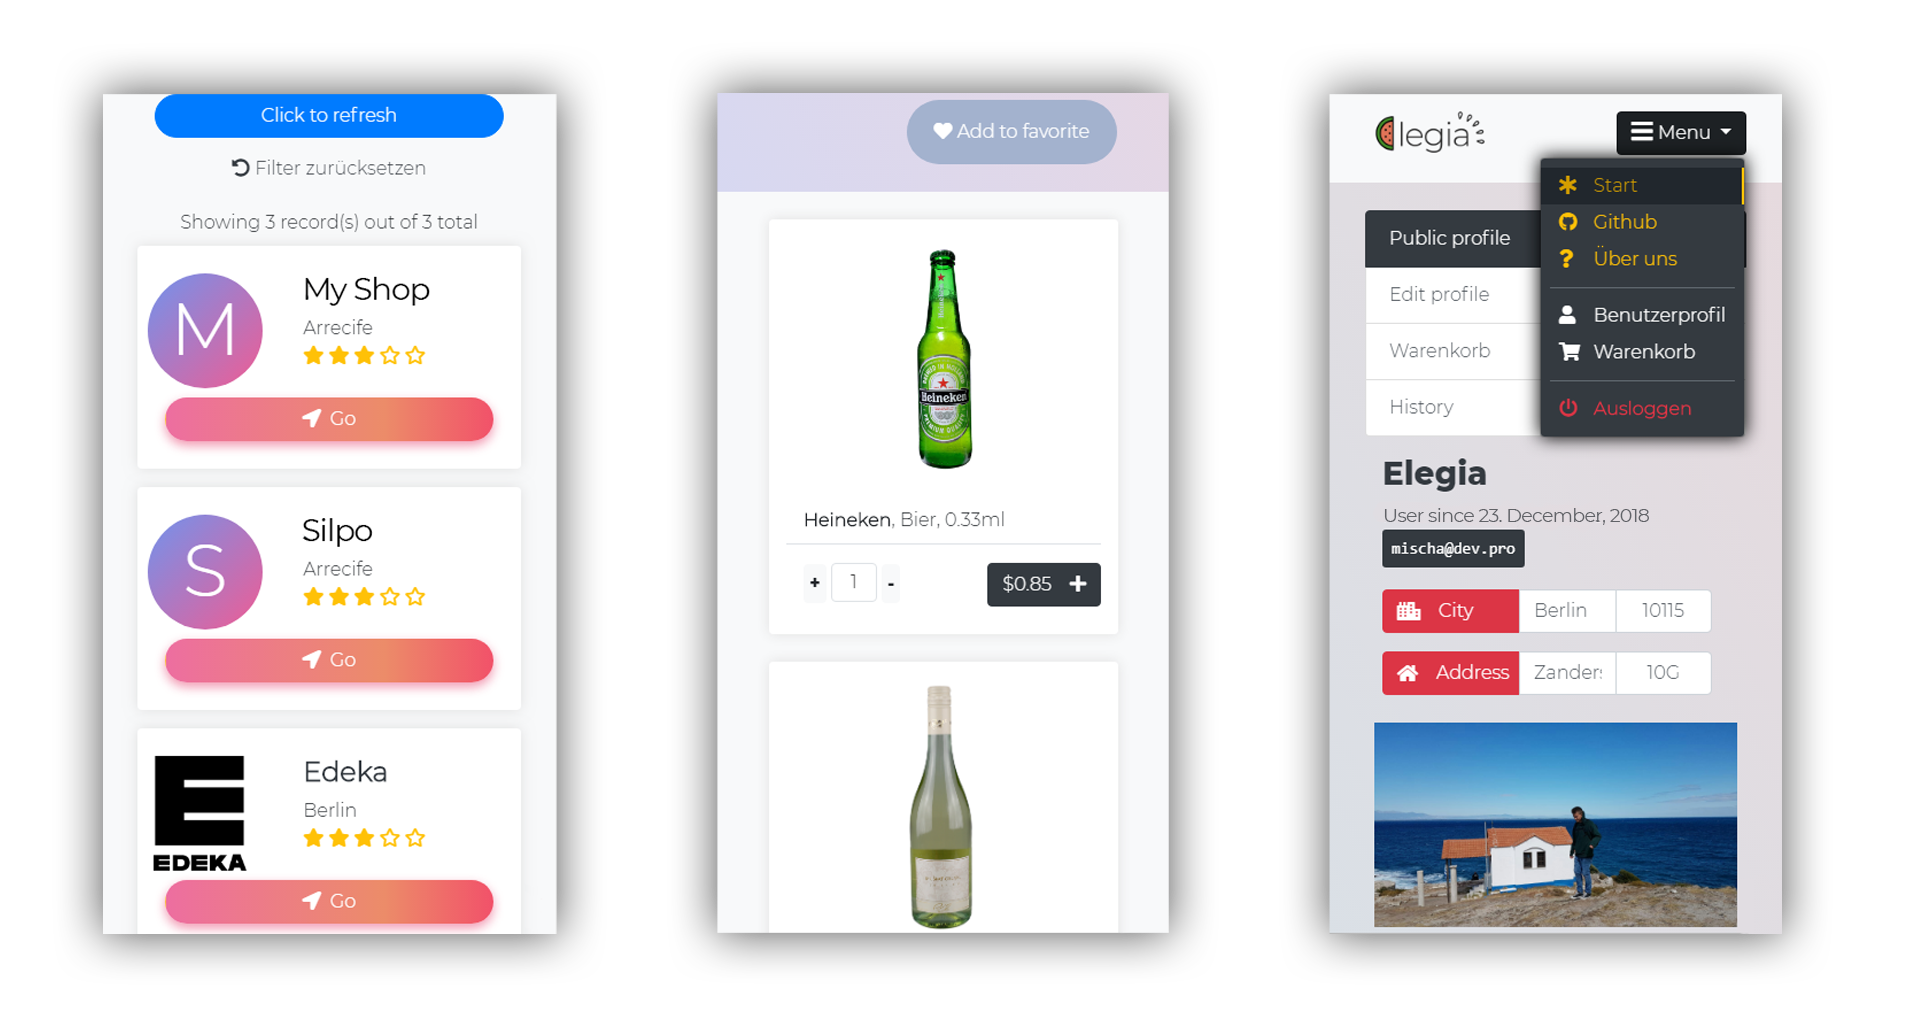 Click to refresh
Filter zurücksetzen
Showing 3 record(s) out of 3 total
M
My Shop
Arrecife
Go
S
Silpo
Arrecife
Go
E
EDEKA
Edeka
Berlin
Go
Add to favorite
Heineken
PREMIUM QUALITY
Heineken, Bier, 0.33ml
+ 1 -
$0.85 +
legia
Menu
Start
Github
Über uns
Benutzerprofil
Warenkorb
Ausloggen
Public profile
Edit profile
Warenkorb
History
Elegia
User since 23. December, 2018
mischa@dev.pro
City Berlin 10115
Address Zander 10G